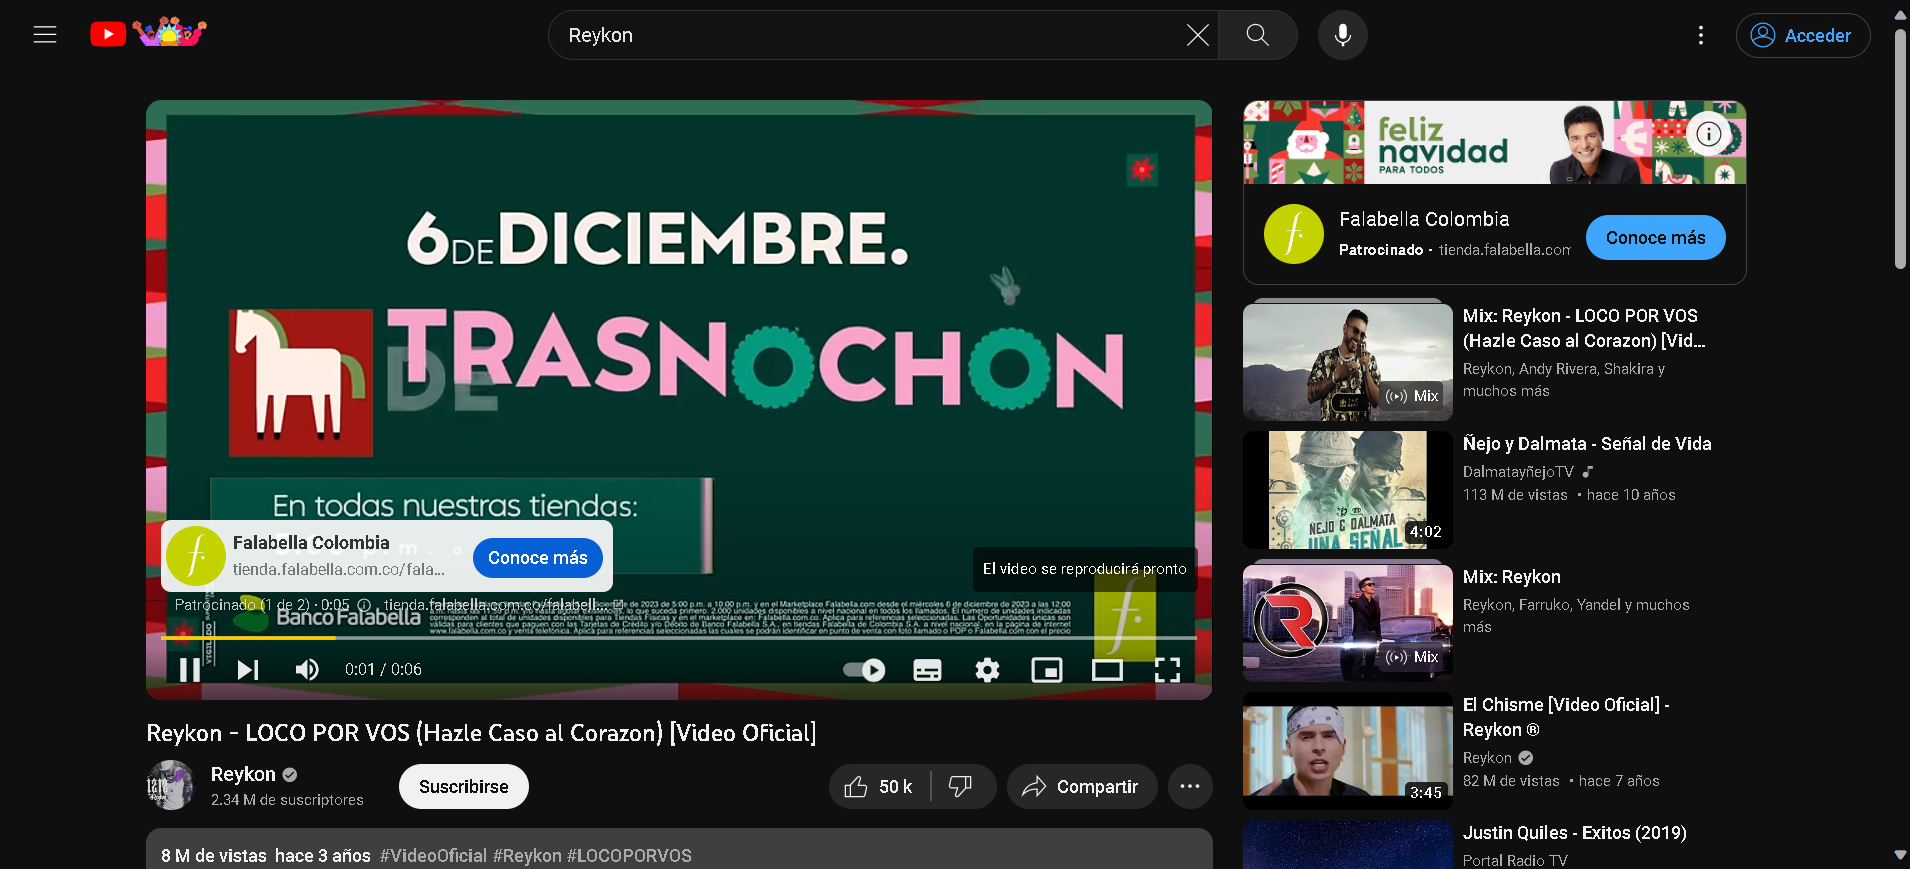 Reykon
Acceder
6 DE DICIEMBRE.
TRASNOCHON
DE
En todas nuestras tiendas:
Falabella Colombia
tienda.falabella.com.co/fala...
Conoce más
El video se reproducirá pronto
Patrocinado (1 de 2) · 0:05
tienda.falabella.com.co/falabell...
Banco Falabella
VIGILADO
0:01 / 0:06
Reykon - LOCO POR VOS (Hazle Caso al Corazon) [Video Oficial]
Reykon
2.34 M de suscriptores
Suscribirse
50 k
Compartir
8 M de vistas hace 3 años #VideoOficial #Reykon #LOCOPORVOS
feliz
navidad
PARA TODOS
Falabella Colombia
Patrocinado · tienda.falabella.com
Conoce más
Mix
Mix: Reykon - LOCO POR VOS
(Hazle Caso al Corazon) [Vid...
Reykon, Andy Rivera, Shakira y
muchos más
ÑEJO & DALMATA
UNA SEÑAL
4:02
Ñejo y Dalmata - Señal de Vida
DalmatayñejoTV
113 M de vistas • hace 10 años
Mix
Mix: Reykon
Reykon, Farruko, Yandel y muchos
más
3:45
El Chisme [Video Oficial] -
Reykon ®
Reykon
82 M de vistas • hace 7 años
Justin Quiles - Exitos (2019)
Portal Radio TV